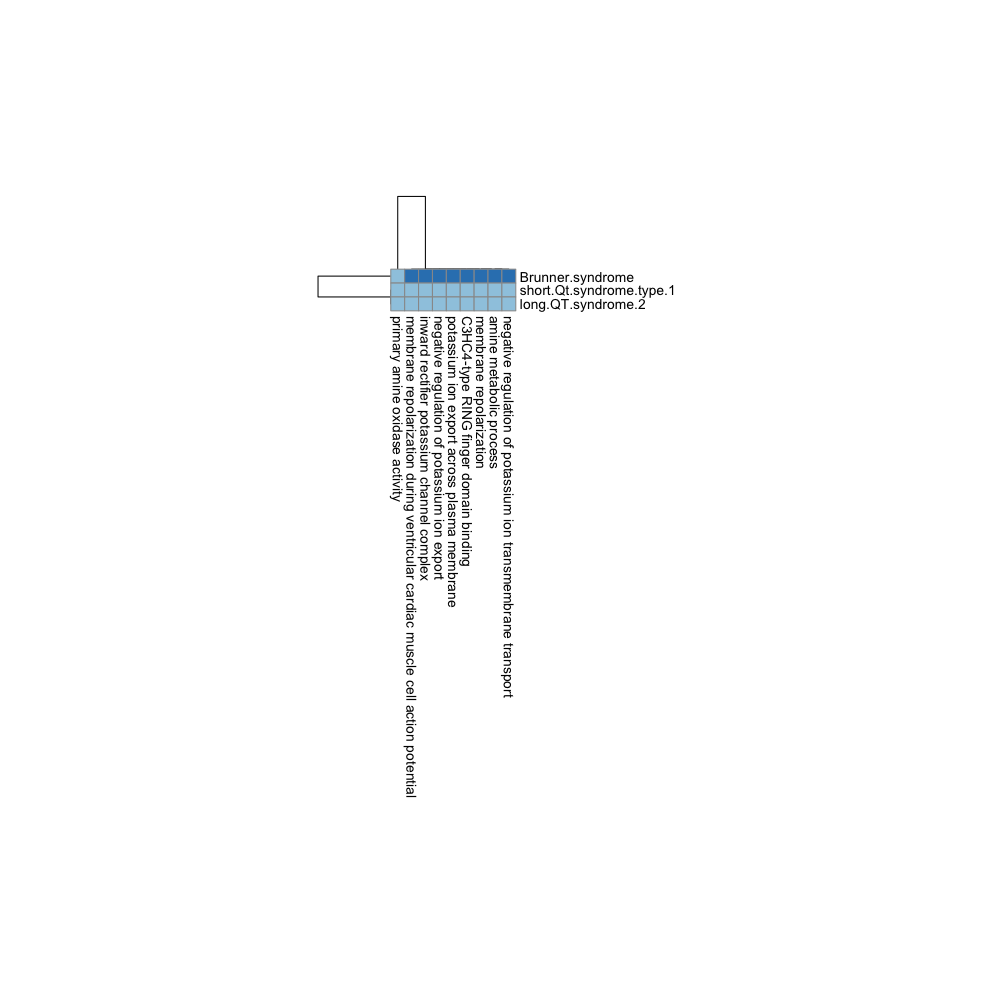 Brunner.syndrome
short.Qt.syndrome.type.1
long.QT.syndrome.2
primary amine oxidase activity
membrane repolarization during ventricular cardiac muscle cell action potential
inward rectifier potassium channel complex
negative regulation of potassium ion export
potassium ion export across plasma membrane
C3HC4-type RING finger domain binding
membrane repolarization
amine metabolic process
negative regulation of potassium ion transmembrane transport